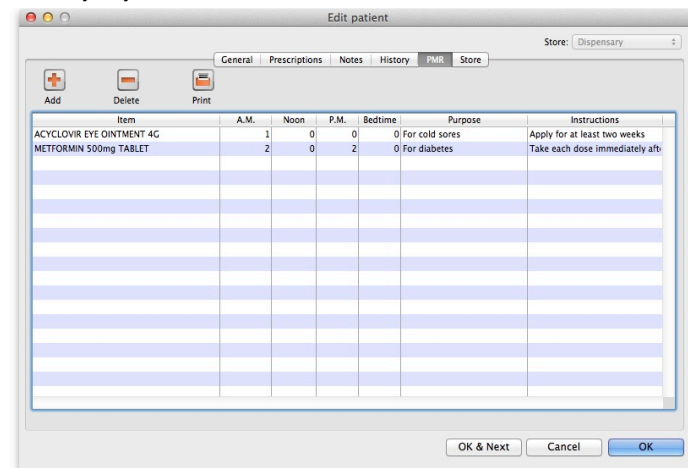 Edit patient
Store: Dispensary
General Prescriptions Notes History PMR Store
Add Delete Print
Item A.M. Noon P.M. Bedtime Purpose Instructions
ACYCLOVIR EYE OINTMENT 4G 1 0 0 0 For cold sores Apply for at least two weeks
METFORMIN 500mg TABLET 2 0 2 0 For diabetes Take each dose immediately aft
OK & Next Cancel OK